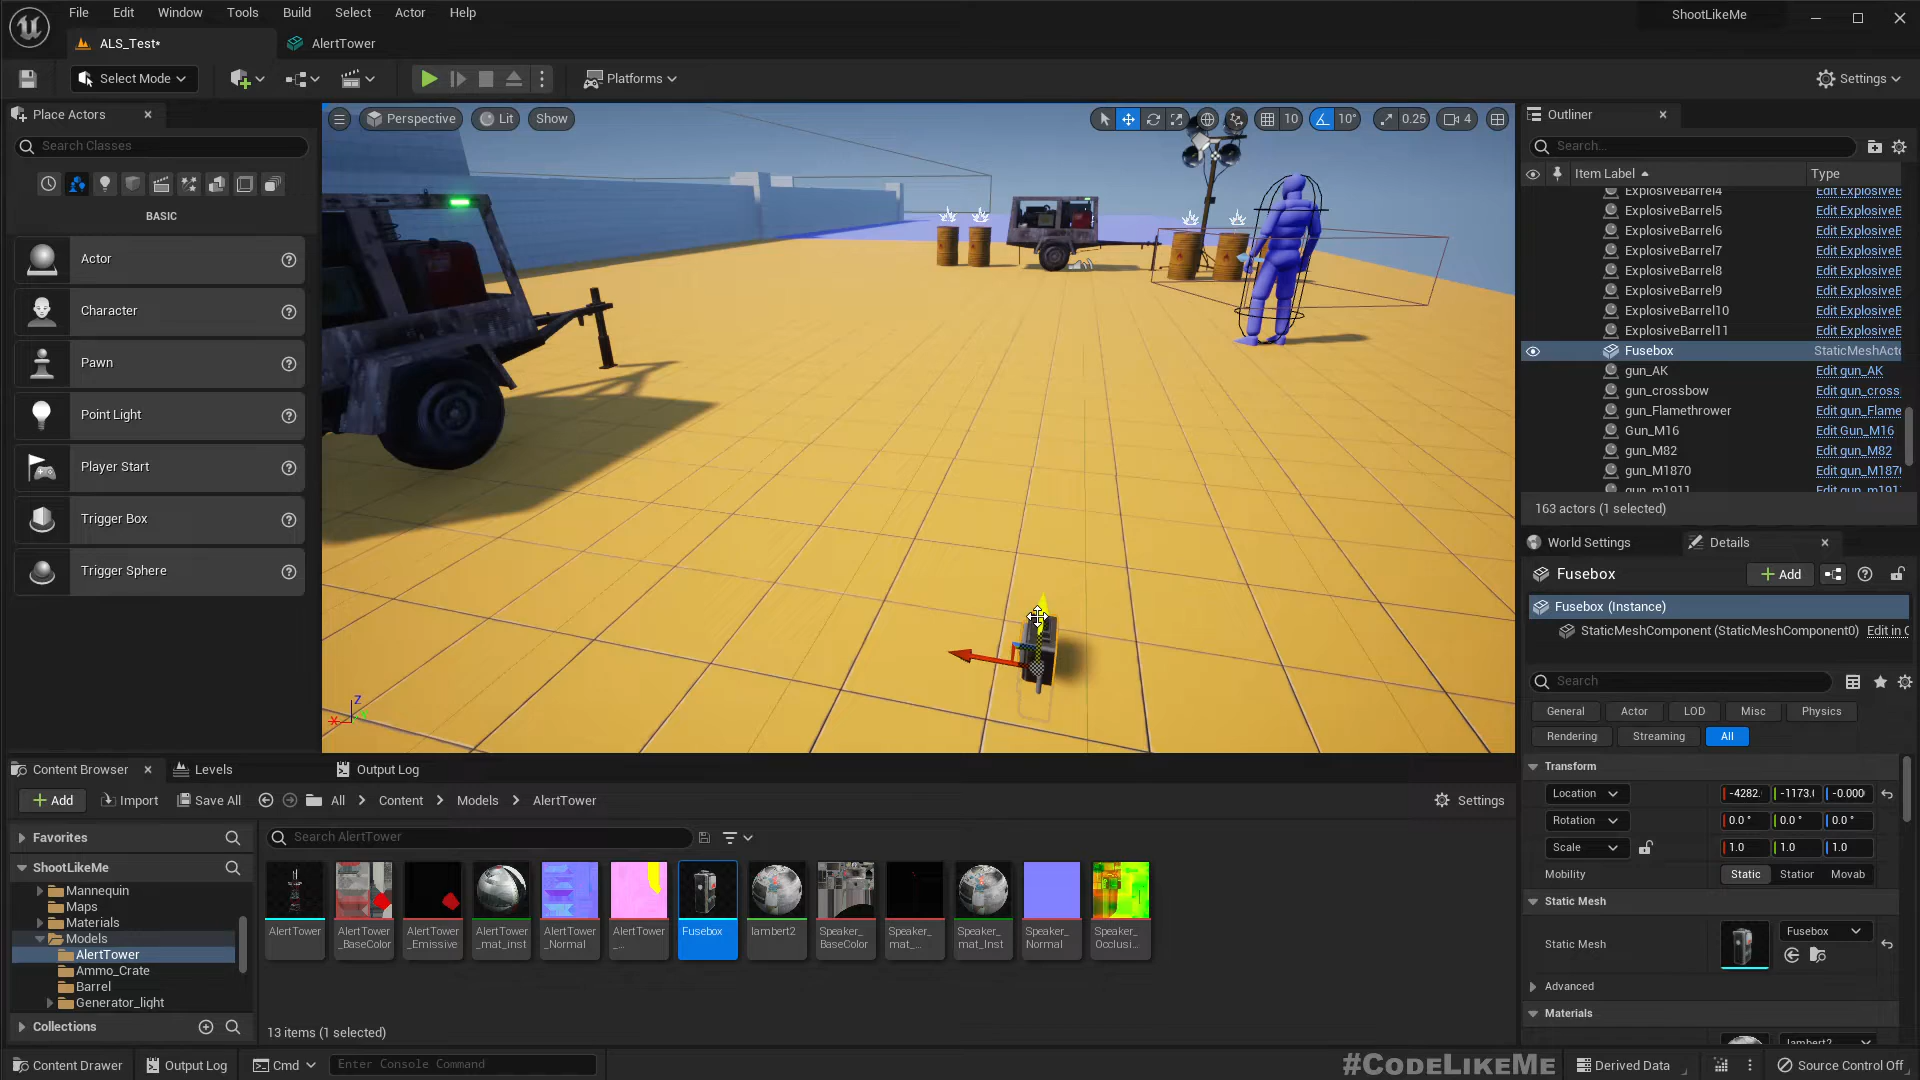 File Edit Window Tools Build Select Actor Help
ShootLikeMe
ALS_Test*
AlertTower
Select Mode
Platforms
Settings
Place Actors
Search Classes
BASIC
Actor
Character
Pawn
Point Light
Player Start
Trigger Box
Trigger Sphere
Perspective
Lit
Show
10
10°
0.25
4
Z
X
Outliner
Search...
Item Label
Type
ExplosiveBarrel4 Edit ExplosiveE
ExplosiveBarrel5 Edit ExplosiveE
ExplosiveBarrel6 Edit ExplosiveE
ExplosiveBarrel7 Edit ExplosiveE
ExplosiveBarrel8 Edit ExplosiveE
ExplosiveBarrel9 Edit ExplosiveE
ExplosiveBarrel10 Edit ExplosiveE
ExplosiveBarrel11 Edit ExplosiveE
Fusebox StaticMeshActo
gun_AK Edit gun_AK
gun_crossbow Edit gun_cross
gun_Flamethrower Edit gun_Flame
Gun_M16 Edit Gun_M16
gun_M82 Edit gun_M82
gun_M1870 Edit gun_M187
gun_m1911 Edit gun_m191
163 actors (1 selected)
World Settings
Details
Fusebox
Add
Fusebox (Instance)
StaticMeshComponent (StaticMeshComponent0) Edit in C
Search
General Actor LOD Misc Physics
Rendering Streaming All
Transform
Location -4282. -1173.( -0.000
Rotation 0.0 ° 0.0 ° 0.0 °
Scale 1.0 1.0 1.0
Mobility Static Station Movab
Static Mesh
Static Mesh Fusebox
Advanced
Materials
lambert2
Content Browser
Levels
Output Log
Add Import Save All All Content Models AlertTower Settings
Favorites
ShootLikeMe
Mannequin
Maps
Materials
Models
AlertTower
Ammo_Crate
Barrel
Generator_light
Collections
Search AlertTower
AlertTower
AlertTower _BaseColor
AlertTower _Emissive
AlertTower _mat_inst
AlertTower _Normal
AlertTower _...
Fusebox
lambert2
Speaker_ BaseColor
Speaker_ mat_...
Speaker_ mat_Inst
Speaker_ Normal
Speaker_ Occlusi...
13 items (1 selected)
Content Drawer
Output Log
Cmd
Enter Console Command
#CodeLikeMe
Derived Data
Source Control Off